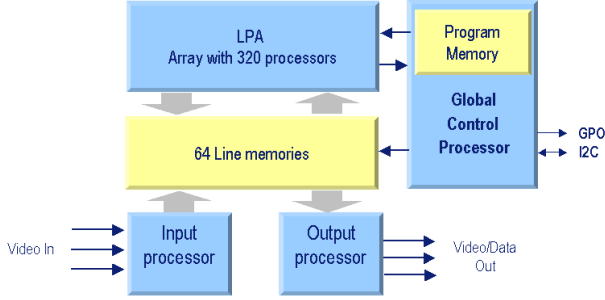 LPA
Array with 320 processors
Program
Memory
Global
Control
Processor
GPO
I2C
64 Line memories
Video In
Input
processor
Output
processor
Video/Data
Out